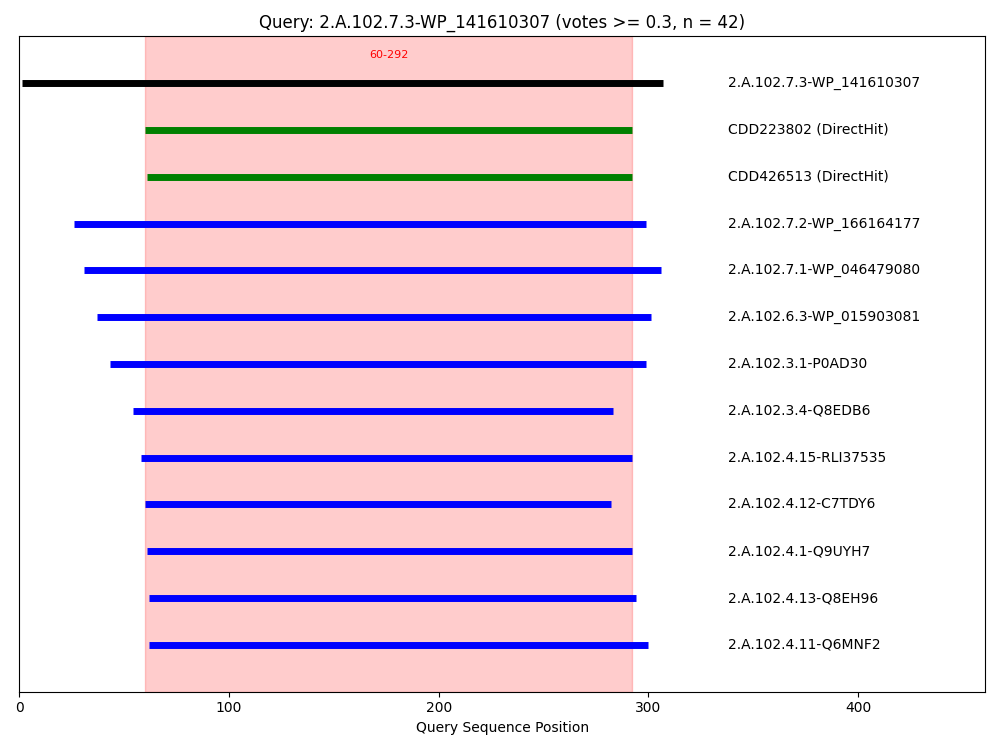 Query: 2.A.102.7.3-WP_141610307 (votes >= 0.3, n = 42)
60-292
2.A.102.7.3-WP_141610307
CDD223802 (DirectHit)
CDD426513 (DirectHit)
2.A.102.7.2-WP_166164177
2.A.102.7.1-WP_046479080
2.A.102.6.3-WP_015903081
2.A.102.3.1-P0AD30
2.A.102.3.4-Q8EDB6
2.A.102.4.15-RLI37535
2.A.102.4.12-C7TDY6
2.A.102.4.1-Q9UYH7
2.A.102.4.13-Q8EH96
2.A.102.4.11-Q6MNF2
0 100 200 300 400
Query Sequence Position